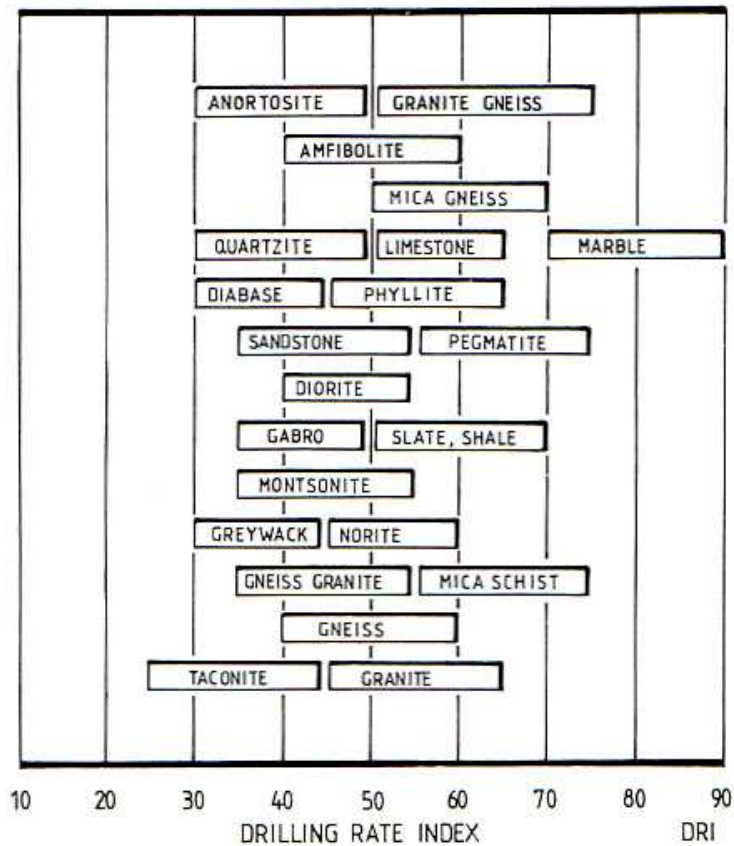 ANORTOSITE GRANITE GNEISS
AMFIBOLITE
MICA GNEISS
QUARTZITE LIMESTONE MARBLE
DIABASE PHYLLITE
SANDSTONE PEGMATITE
DIORITE
GABRO SLATE, SHALE
MONTSONITE
GREYWACK NORITE
GNEISS GRANITE MICA SCHIST
GNEISS
TACONITE GRANITE
10 20 30 40 50 60 70 80 90
DRILLING RATE INDEX DRI